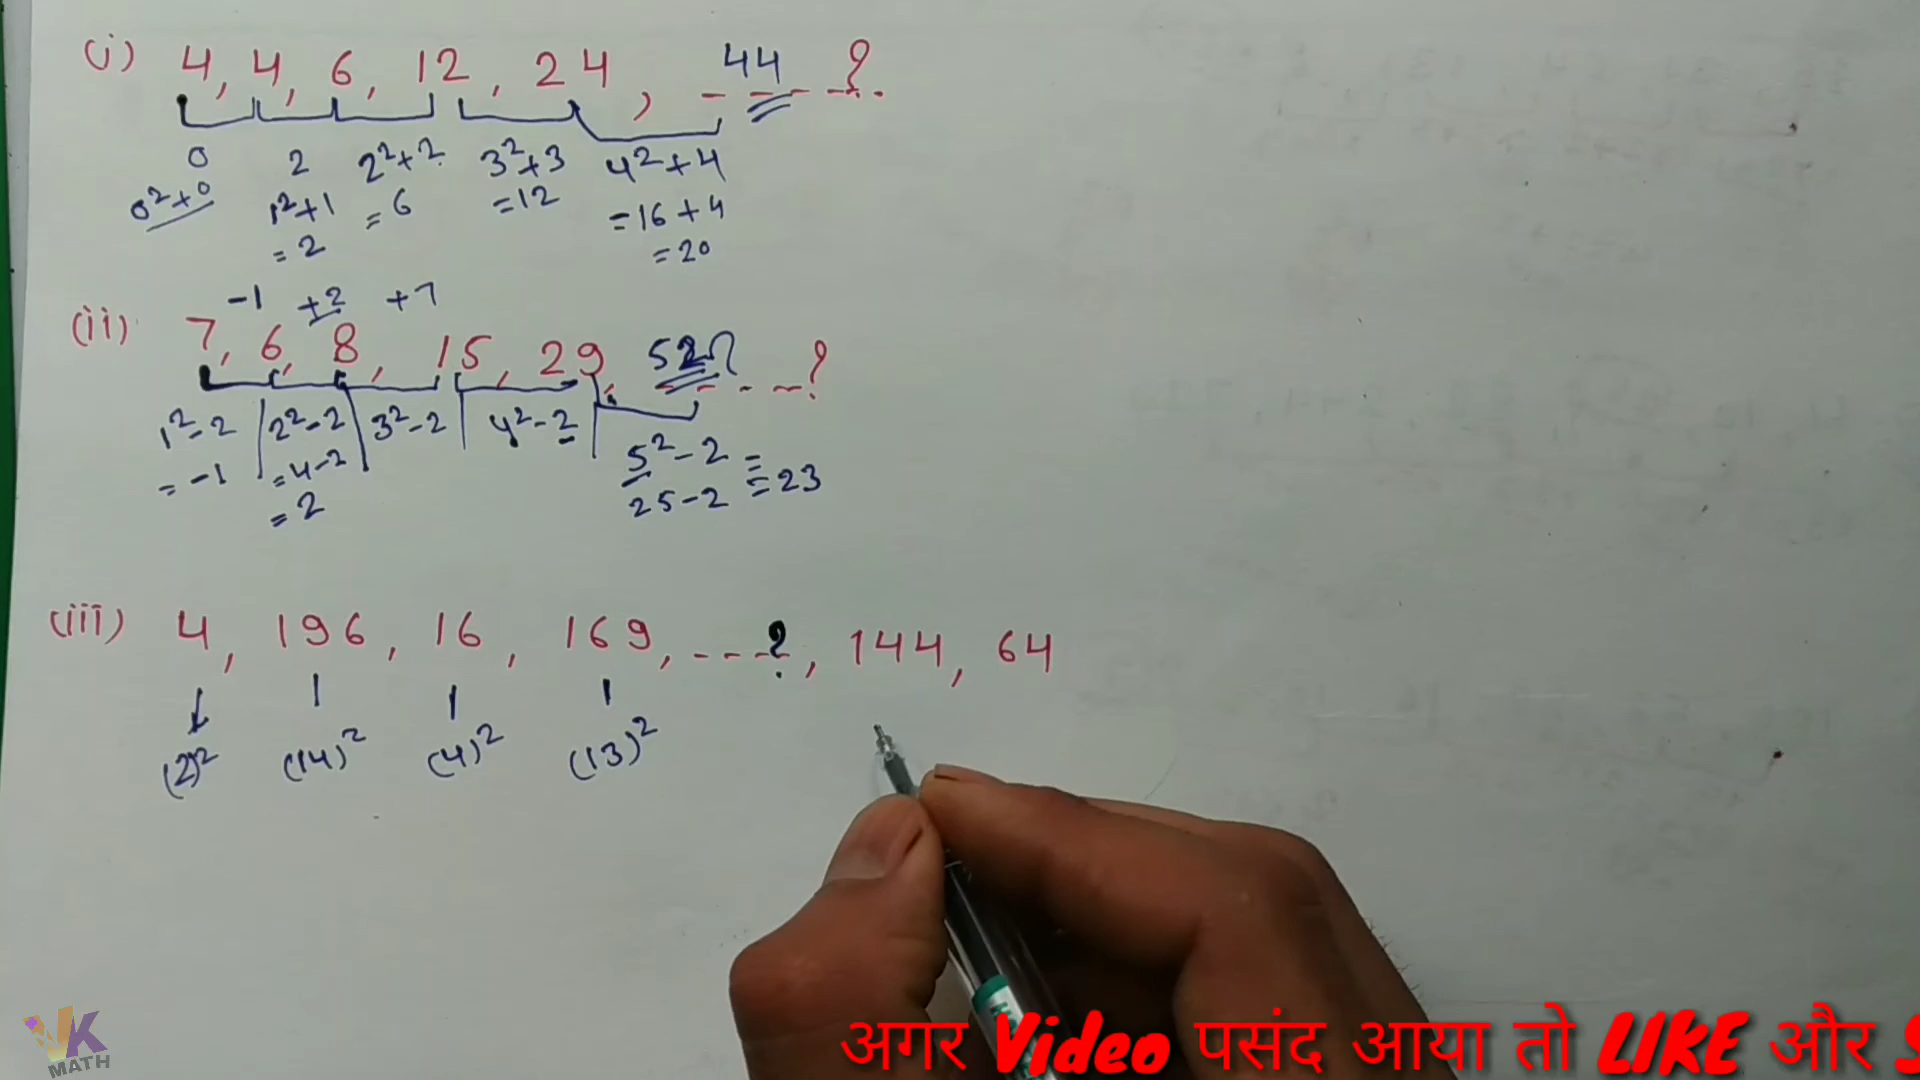 (i) 4, 4, 6, 12, 24, 44 ?
0 2 2²+2 3²+3 4²+4
0²+0 1²+1 = 6 =12 =16+4
= 2 = 20
-1 +2 +7
(ii) 7, 6, 8, 15, 29, 52 ?
1²-2 2²-2 3²-2 4²-2 5²-2 =
= -1 =4-2 25-2 = 23
= 2
(iii) 4, 196, 16, 169, ---?, 144, 64
(2)² (14)² (4)² (13)²
VK
MATH
अगर Video पसंद आया तो LIKE और S